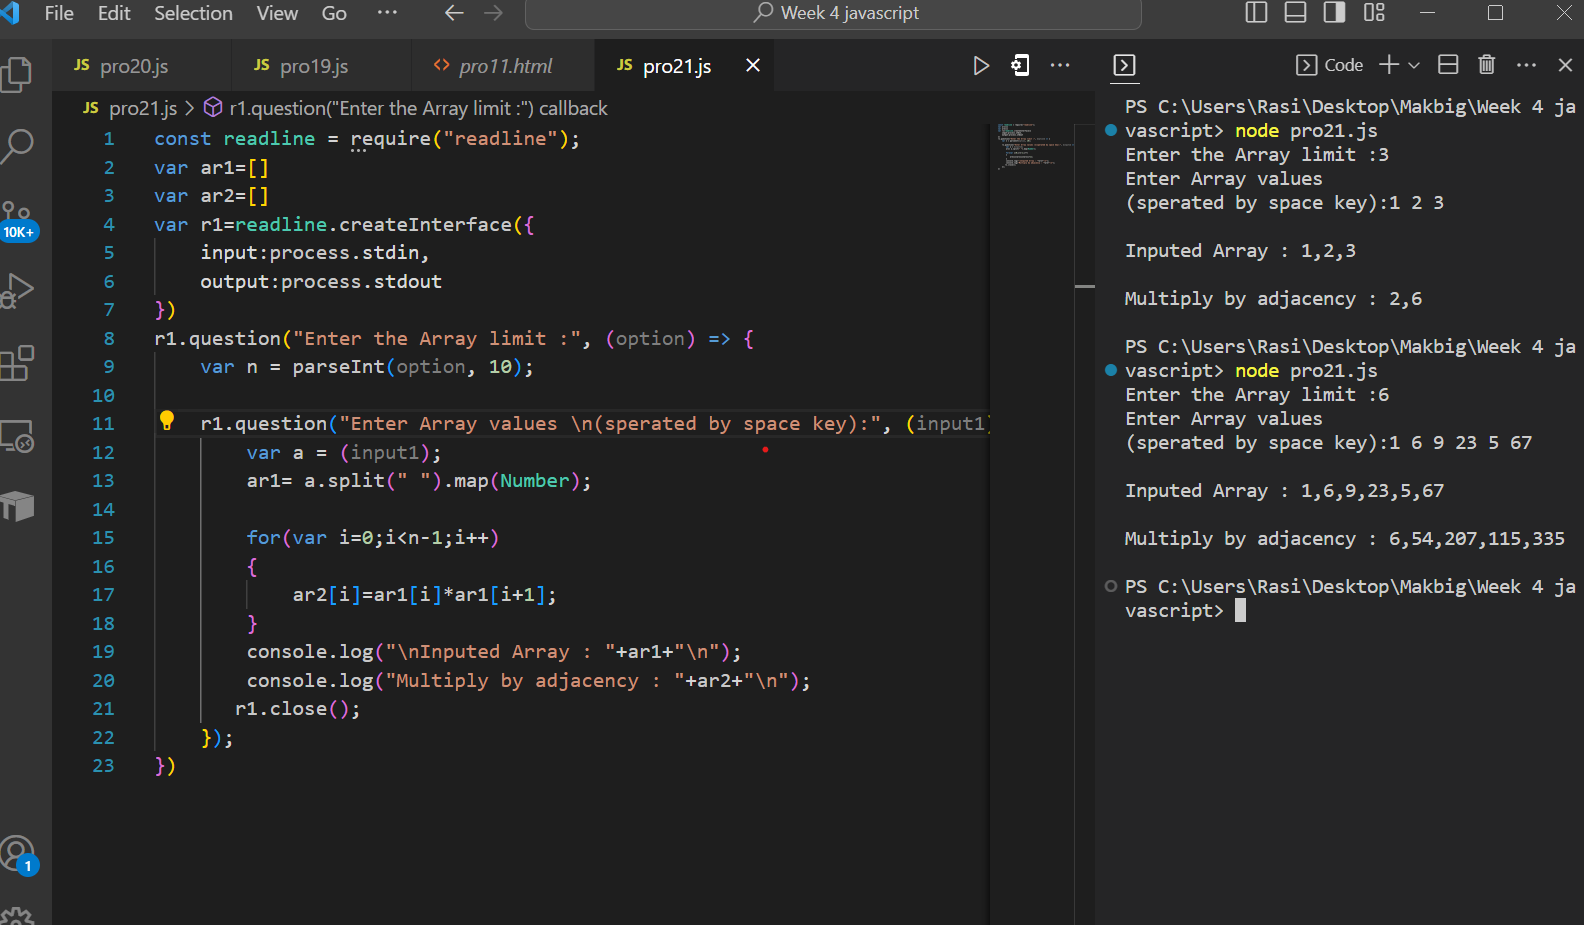 File Edit Selection View Go ··· Week 4 javascript
JS pro20.js JS pro19.js <> pro11.html JS pro21.js
JS pro21.js > r1.question("Enter the Array limit :") callback
1 const readline = require("readline");
2 var ar1=[]
3 var ar2=[]
4 var r1=readline.createInterface({
5 input:process.stdin,
6 output:process.stdout
7 })
8 r1.question("Enter the Array limit :", (option) => {
9 var n = parseInt(option, 10);
10
11 r1.question("Enter Array values \n(sperated by space key):", (input1)
12 var a = (input1);
13 ar1= a.split(" ").map(Number);
14
15 for(var i=0;i<n-1;i++)
16 {
17 ar2[i]=ar1[i]*ar1[i+1];
18 }
19 console.log("\nInputed Array : "+ar1+"\n");
20 console.log("Multiply by adjacency : "+ar2+"\n");
21 r1.close();
22 });
23 })
10K+
1
Code
PS C:\Users\Rasi\Desktop\Makbig\Week 4 ja
vascript> node pro21.js
Enter the Array limit :3
Enter Array values
(sperated by space key):1 2 3
Inputed Array : 1,2,3
Multiply by adjacency : 2,6
PS C:\Users\Rasi\Desktop\Makbig\Week 4 ja
vascript> node pro21.js
Enter the Array limit :6
Enter Array values
(sperated by space key):1 6 9 23 5 67
Inputed Array : 1,6,9,23,5,67
Multiply by adjacency : 6,54,207,115,335
PS C:\Users\Rasi\Desktop\Makbig\Week 4 ja
vascript>